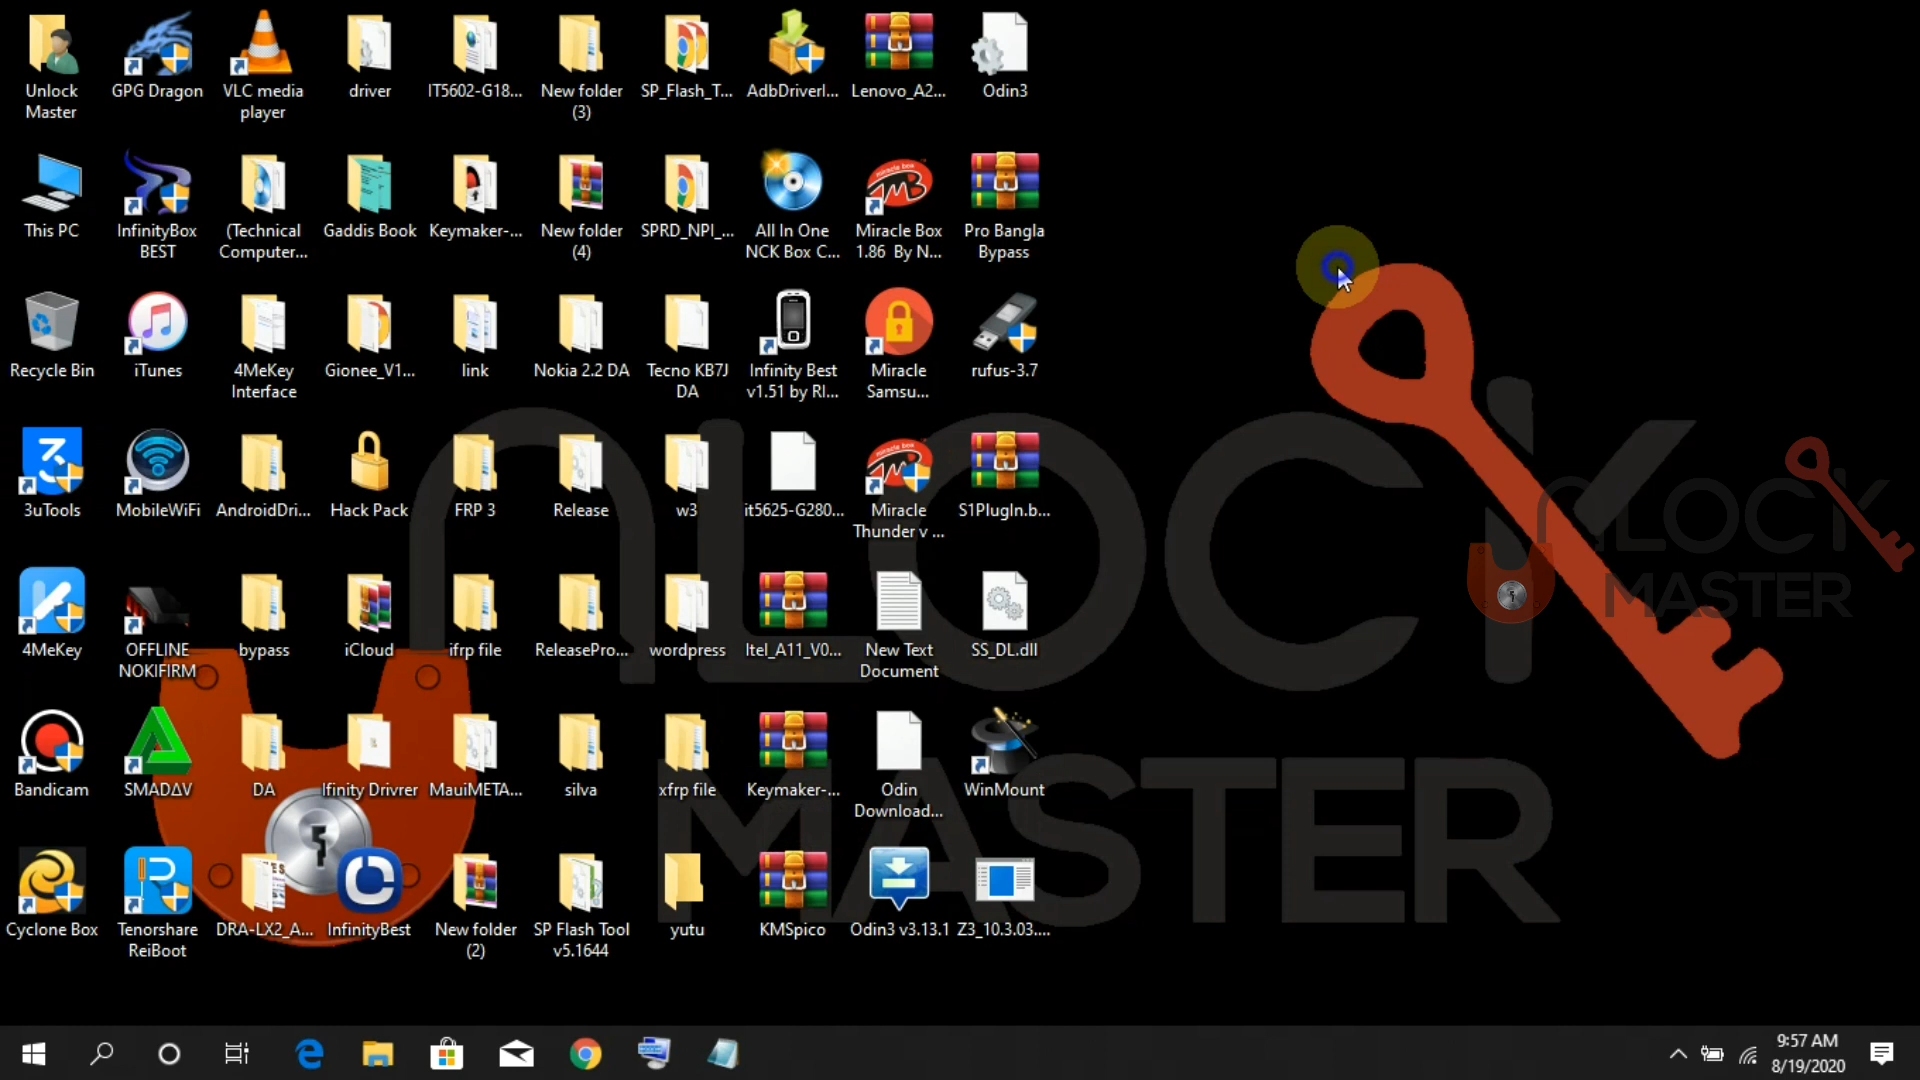 Unlock
Master
GPG Dragon
VLC media
player
driver
IT5602-G18...
New folder
(3)
SP_Flash_T...
AdbDriverI...
Lenovo_A2...
Odin3
This PC
InfinityBox
BEST
(Technical
Computer...
Gaddis Book
Keymaker-...
New folder
(4)
SPRD_NPI_...
All In One
NCK Box C...
Miracle Box
1.86 By N...
Pro Bangla
Bypass
Recycle Bin
iTunes
4MeKey
Interface
Gionee_V1...
link
Nokia 2.2 DA
Tecno KB7J
DA
Infinity Best
v1.51 by RI...
Miracle
Samsu...
rufus-3.7
3uTools
MobileWiFi
AndroidDri...
Hack Pack
FRP 3
Release
w3
it5625-G280...
Miracle
Thunder v ...
S1PlugIn.b...
4MeKey
OFFLINE
NOKIFIRM
bypass
iCloud
ifrp file
ReleasePro...
wordpress
Itel_A11_V0...
New Text
Document
SS_DL.dll
Bandicam
SMADΔV
DA
Ifinity Drivrer
MauiMETA...
silva
xfrp file
Keymaker-...
Odin
Download...
WinMount
Cyclone Box
Tenorshare
ReiBoot
DRA-LX2_A...
InfinityBest
New folder
(2)
SP Flash Tool
v5.1644
yutu
KMSpico
Odin3 v3.13.1
Z3_10.3.03....
NLOCK
MASTER
NLOCK
MASTER
9:57 AM
8/19/2020